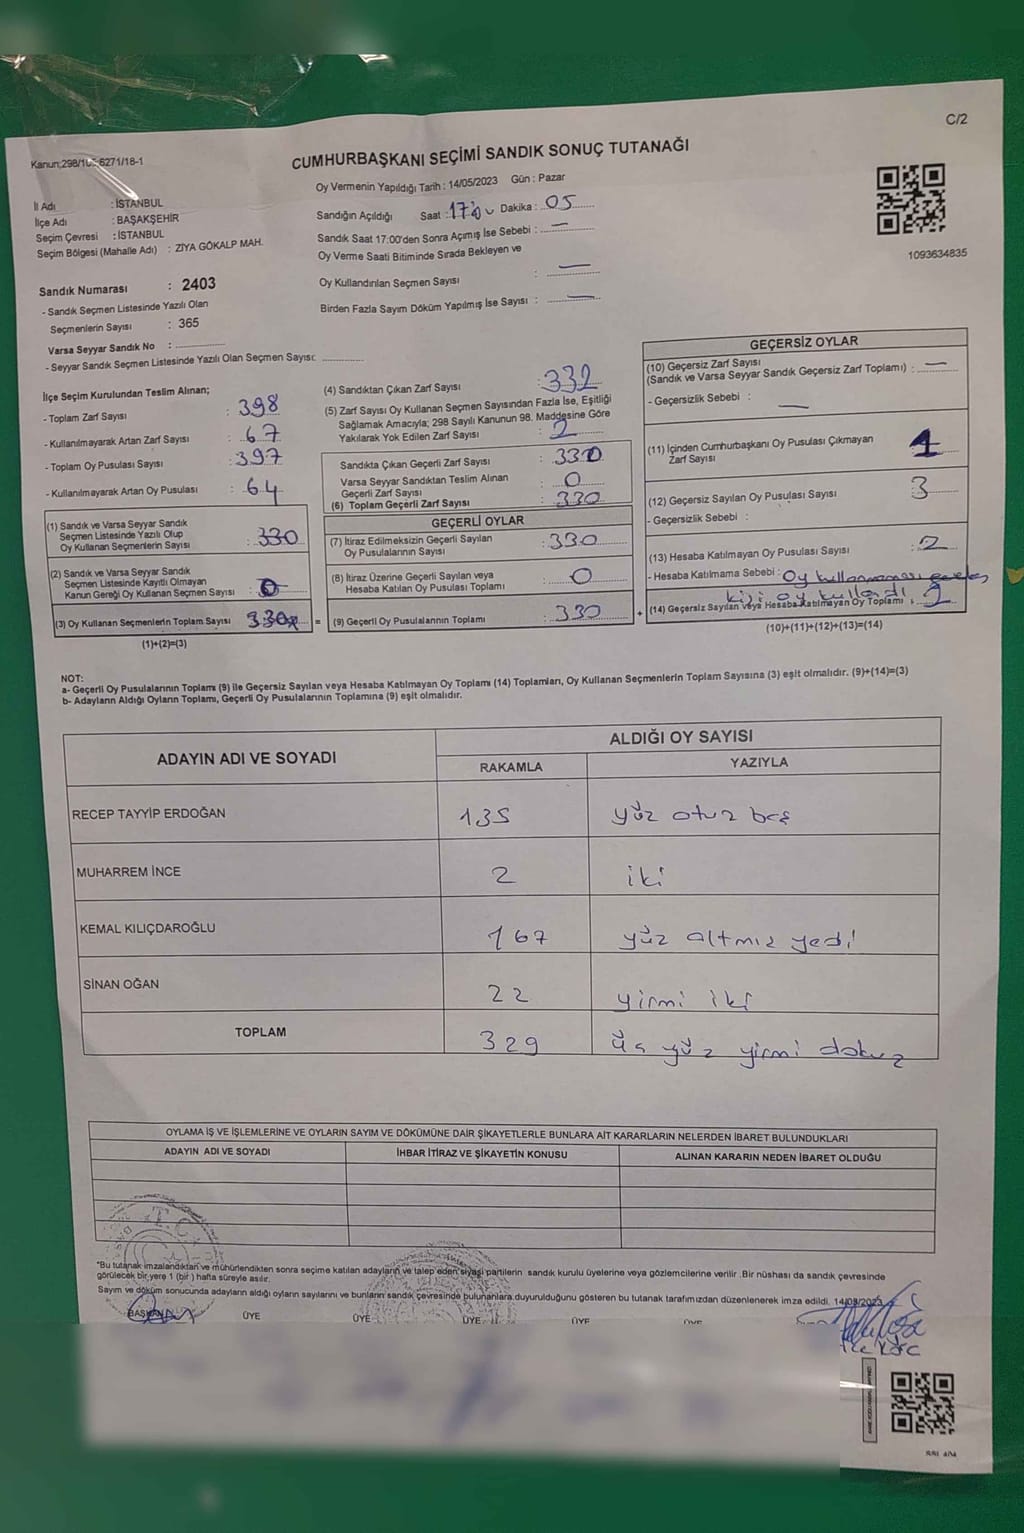 C/2
Kanun:298/105 6271/18-1
CUMHURBAŞKANI SEÇİMİ SANDIK SONUÇ TUTANAĞI
Oy Vermenin Yapıldığı Tarih : 14/05/2023 Gün : Pazar
İl Adı : İSTANBUL
İlçe Adı : BAŞAKŞEHİR
Seçim Çevresi : İSTANBUL
Seçim Bölgesi (Mahalle Adı) : ZİYA GÖKALP MAH.
Sandığın Açıldığı Saat : Dakika : 05
Sandık Saat 17:00'den Sonra Açımış İse Sebebi : —
Oy Verme Saati Bitiminde Sırada Bekleyen ve
Oy Kullandırılan Seçmen Sayısı : —
Birden Fazla Sayım Döküm Yapılmış İse Sayısı : —
1093634835
Sandık Numarası : 2403
- Sandık Seçmen Listesinde Yazılı Olan
Seçmenlerin Sayısı : 365
Varsa Seyyar Sandık No :
- Seyyar Sandık Seçmen Listesinde Yazılı Olan Seçmen Sayısı:
İlçe Seçim Kurulundan Teslim Alınan;
- Toplam Zarf Sayısı : 398
- Kullanılmayarak Artan Zarf Sayısı : 67
- Toplam Oy Pusulası Sayısı : 397
- Kullanılmayarak Artan Oy Pusulası : 64
(1) Sandık ve Varsa Seyyar Sandık
Seçmen Listesinde Yazılı Olup
Oy Kullanan Seçmenlerin Sayısı : 330
(2) Sandık ve Varsa Seyyar Sandık
Seçmen Listesinde Kayıtlı Olmayan
Kanun Gereği Oy Kullanan Seçmen Sayısı : 0
(3) Oy Kullanan Seçmenlerin Toplam Sayısı 330 =
(1)+(2)=(3)
(4) Sandıktan Çıkan Zarf Sayısı : 332
(5) Zarf Sayısı Oy Kullanan Seçmen Sayısından Fazla İse, Eşitliği
Sağlamak Amacıyla; 298 Sayılı Kanunun 98. Maddesine Göre
Yakılarak Yok Edilen Zarf Sayısı : 2
Sandıkta Çıkan Geçerli Zarf Sayısı : 330
Varsa Seyyar Sandıktan Teslim Alınan
Geçerli Zarf Sayısı : 0
(6) Toplam Geçerli Zarf Sayısı : 330
GEÇERLİ OYLAR
(7) İtiraz Edilmeksizin Geçerli Sayılan
Oy Pusulalarının Sayısı : 330
(8) İtiraz Üzerine Geçerli Sayılan veya
Hesaba Katılan Oy Pusulası Toplamı : 0
(9) Geçerli Oy Pusulalarının Toplamı : 330 +
GEÇERSİZ OYLAR
(10) Geçersiz Zarf Sayısı
(Sandık ve Varsa Seyyar Sandık Geçersiz Zarf Toplamı) : —
- Geçersizlik Sebebi : —
(11) İçinden Cumhurbaşkanı Oy Pusulası Çıkmayan
Zarf Sayısı 1
(12) Geçersiz Sayılan Oy Pusulası Sayısı 3
- Geçersizlik Sebebi :
(13) Hesaba Katılmayan Oy Pusulası Sayısı : 2
- Hesaba Katılmama Sebebi : Oy kullanmaması gereken
kişi oy kullandı
(14) Geçersiz Sayılan veya Hesaba Katılmayan Oy Toplamı : 2
(10)+(11)+(12)+(13)=(14)
NOT:
a- Geçerli Oy Pusulalarının Toplamı (9) ile Geçersiz Sayılan veya Hesaba Katılmayan Oy Toplamı (14) Toplamları, Oy Kullanan Seçmenlerin Toplam Sayısına (3) eşit olmalıdır. (9)+(14)=(3)
b- Adayların Aldığı Oyların Toplamı, Geçerli Oy Pusulalarının Toplamına (9) eşit olmalıdır.
ADAYIN ADI VE SOYADI
ALDIĞI OY SAYISI
RAKAMLA YAZIYLA
RECEP TAYYİP ERDOĞAN 135 yüz otuz beş
MUHARREM İNCE 2 iki
KEMAL KILIÇDAROĞLU 167 yüz altmız yedi
SİNAN OĞAN 22 yirmi iki
TOPLAM 329 üç yüz yirmi dokuz
OYLAMA İŞ VE İŞLEMLERİNE VE OYLARIN SAYIM VE DÖKÜMÜNE DAİR ŞİKAYETLERLE BUNLARA AİT KARARLARIN NELERDEN İBARET BULUNDUKLARI
ADAYIN ADI VE SOYADI İHBAR İTİRAZ VE ŞİKAYETİN KONUSU ALINAN KARARIN NEDEN İBARET OLDUĞU
T.C.
"Bu tutanak imzalandıktan ve mühürlendikten sonra seçime katılan adayların ve talep eden siyasi partilerin sandık kurulu üyelerine veya gözlemcilerine verilir .Bir nüshası da sandık çevresinde
görülecek bir yere 1 (bir ) hafta süreyle asılır.
Sayım ve döküm sonucunda adayların aldığı oyların sayılarını ve bunların sandık çevresinde bulunanlara duyurulduğunu gösteren bu tutanak tarafımızdan düzenlenerek imza edildi. 14/05/2023
BAŞKAN ÜYE ÜYE ÜYE ÜYE ÜYE